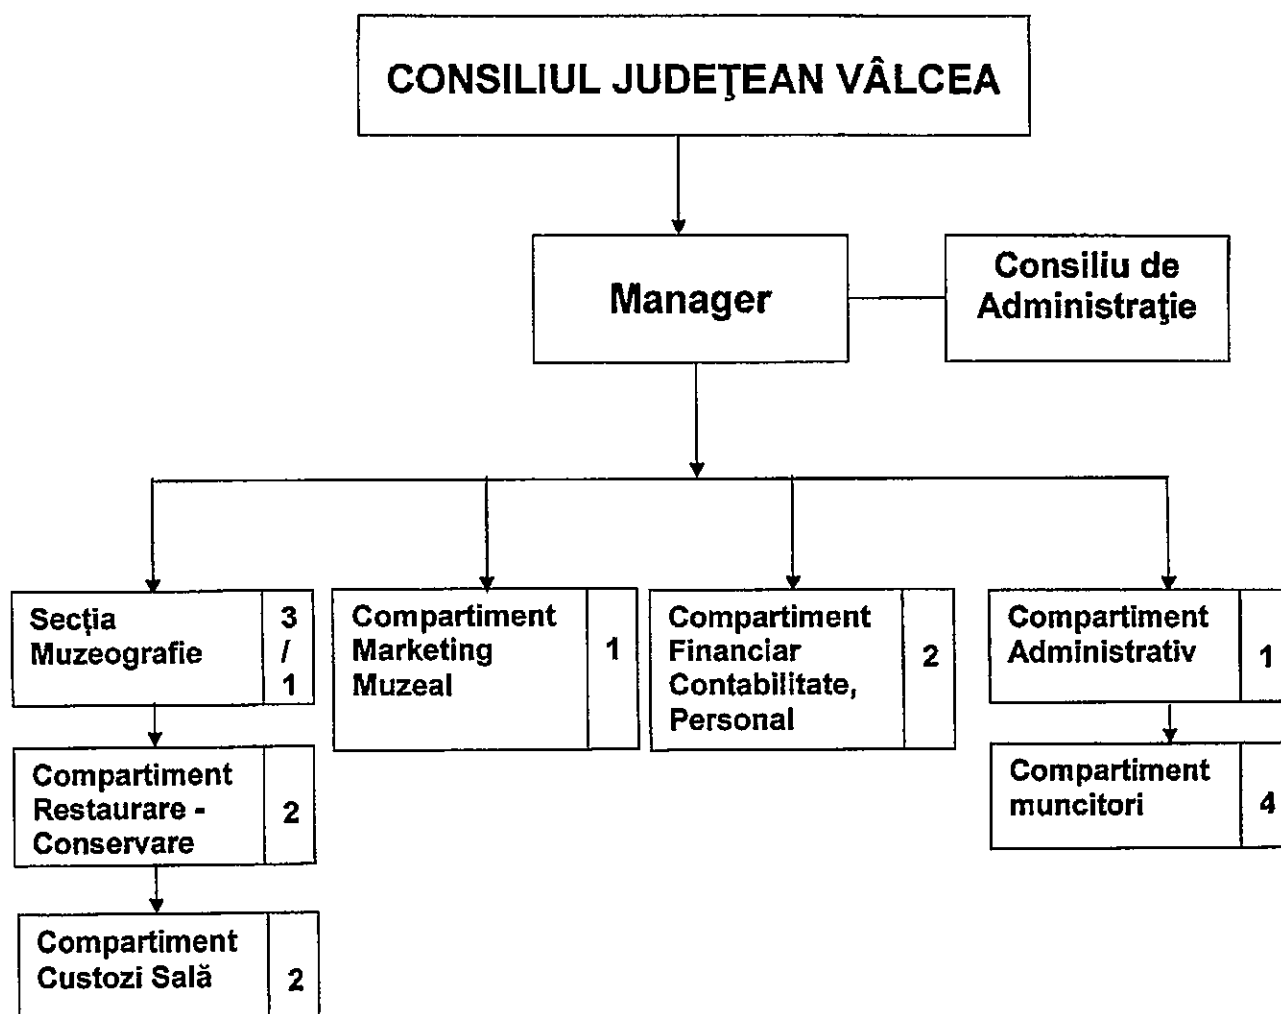 CONSILIUL JUDEŢEAN VÂLCEA
Manager
Consiliu de
Administraţie
Secția
Muzeografie
3
/
1
Compartiment
Marketing
Muzeal
1
Compartiment
Financiar
Contabilitate,
Personal
2
Compartiment
Administrativ
1
Compartiment
Restaurare -
Conservare
2
Compartiment
muncitori
4
Compartiment
Custozi Sală
2